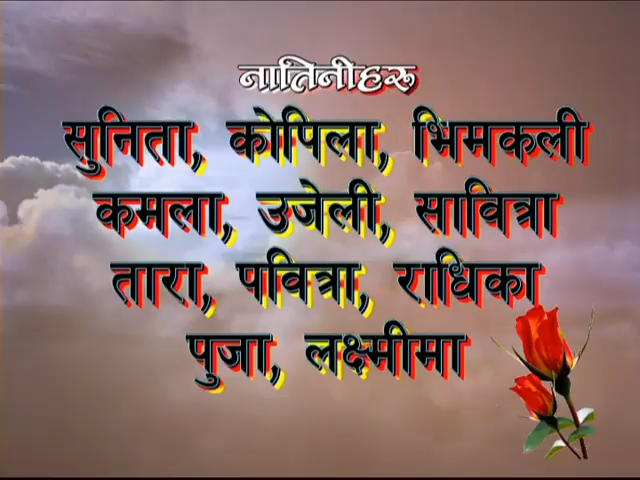 नातिनीहरू
सुनिता, कोपिला, भिमकली
कमला, उजेली, सावित्रा
तारा, पवित्रा, राधिका
पुजा, लक्ष्मीमा